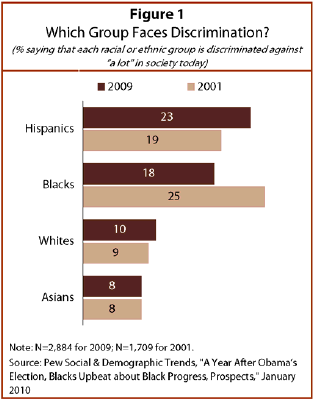 Figure 1
Which Group Faces Discrimination?
(% saying that each racial or ethnic group is discriminated against
"a lot" in society today)
2009 2001
Hispanics
23
19
Blacks
18
25
Whites
10
9
Asians
8
8
Note: N=2,884 for 2009; N=1,709 for 2001.
Source: Pew Social & Demographic Trends, "A Year After Obama's
Election, Blacks Upbeat about Black Progress, Prospects," January
2010